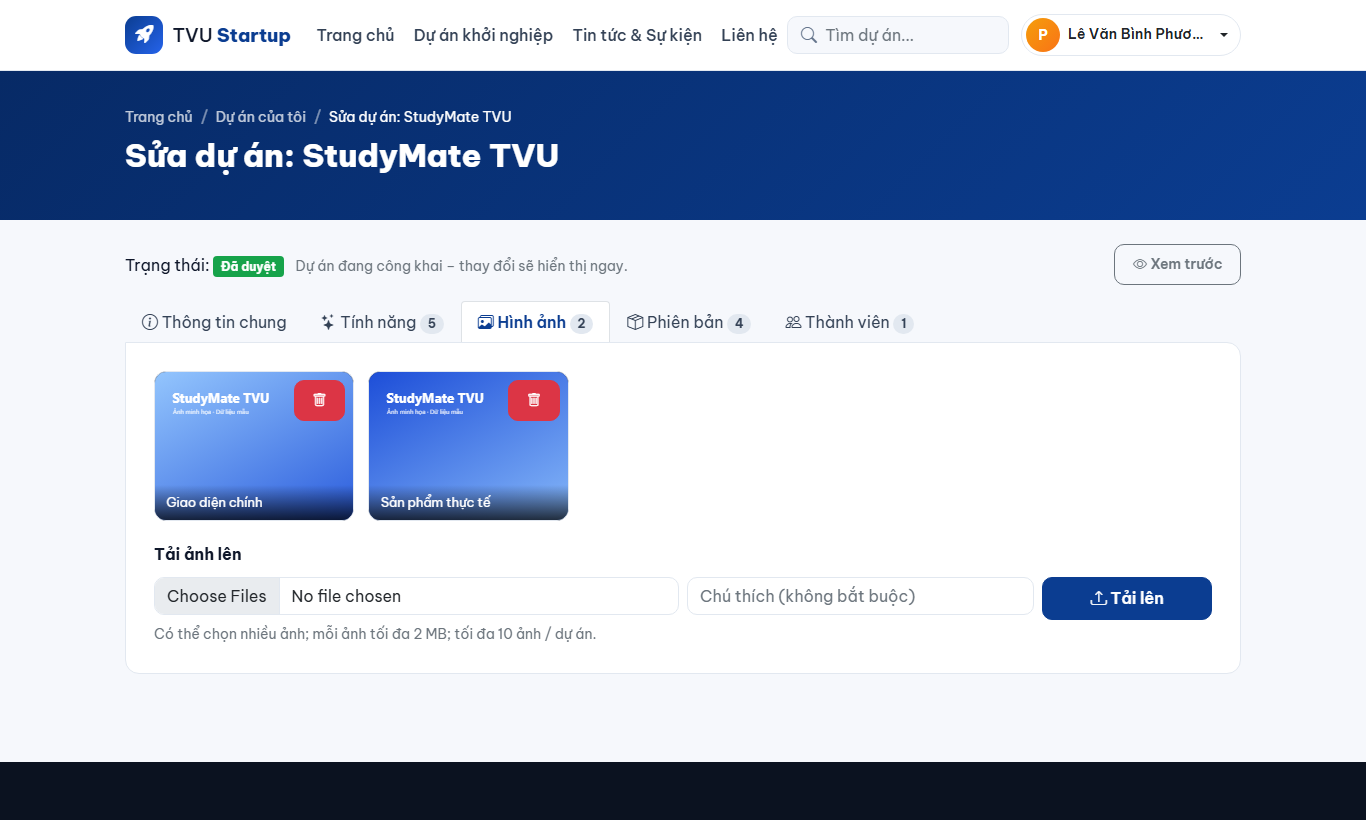 TVU Startup
Trang chủ
Dự án khởi nghiệp
Tin tức & Sự kiện
Liên hệ
Tìm dự án...
P
Lê Văn Bình Phươ...
Trang chủ / Dự án của tôi / Sửa dự án: StudyMate TVU
Sửa dự án: StudyMate TVU
Trạng thái: Đã duyệt Dự án đang công khai – thay đổi sẽ hiển thị ngay.
Xem trước
Thông tin chung
Tính năng 5
Hình ảnh 2
Phiên bản 4
Thành viên 1
StudyMate TVU
Ảnh minh họa · Dữ liệu mẫu
Giao diện chính
StudyMate TVU
Ảnh minh họa · Dữ liệu mẫu
Sản phẩm thực tế
Tải ảnh lên
Choose Files No file chosen
Chú thích (không bắt buộc)
Tải lên
Có thể chọn nhiều ảnh; mỗi ảnh tối đa 2 MB; tối đa 10 ảnh / dự án.